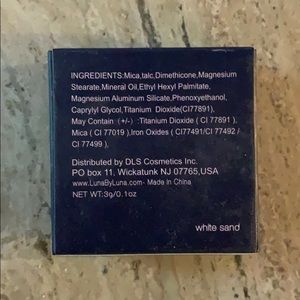 INGREDIENTS:Mica,talc,Dimethicone,Magnesium
Stearate,Mineral Oil,Ethyl Hexyl Palmitate,
Magnesium Aluminum Silicate,Phenoxyethanol,
Caprylyl Glycol,Titanium Dioxide(CI77891),
May Contain (+/-) :Titanium Dioxide ( CI 77891 ),
Mica ( CI 77019 ),Iron Oxides ( CI77491/CI 77492 /
CI 77499 ),
Distributed by DLS Cosmetics Inc.
PO box 11, Wickatunk NJ 07765,USA
www.LunaByLuna.com- Made In China
NET WT:3g/0.1oz
white sand